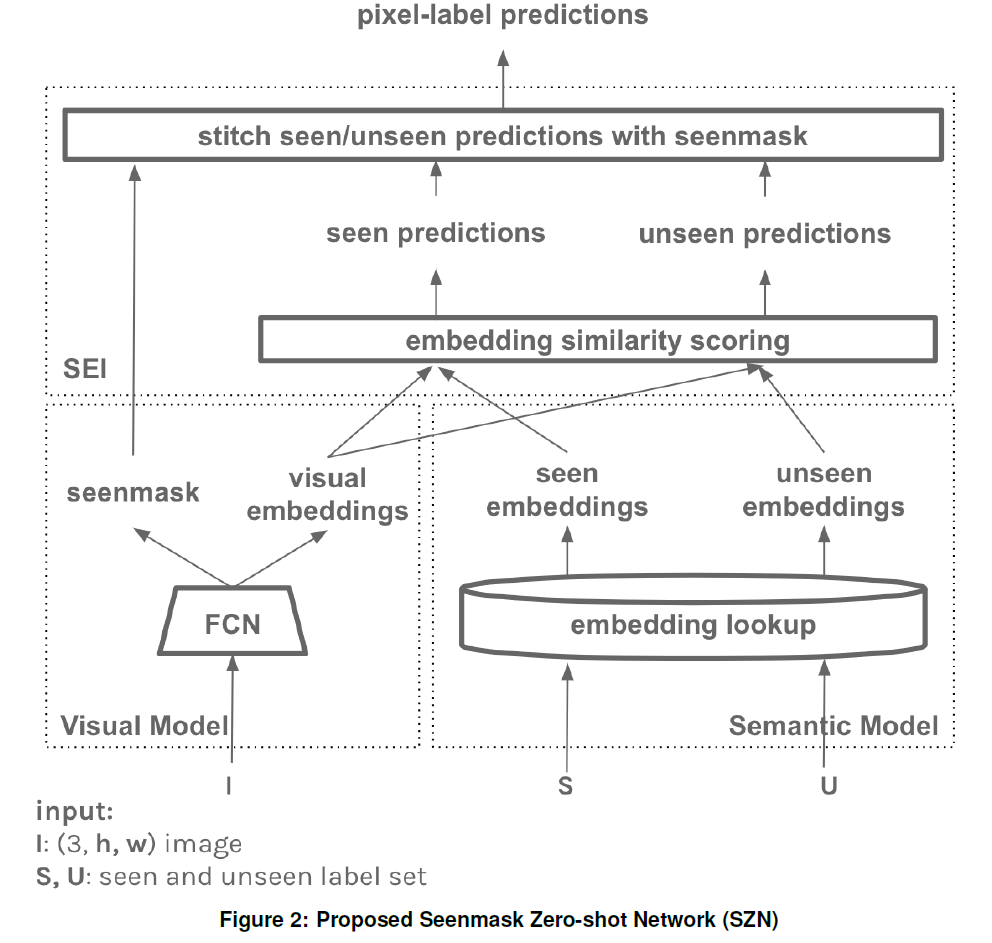 pixel-label predictions
stitch seen/unseen predictions with seenmask
seen predictions
unseen predictions
embedding similarity scoring
SEI
seenmask
visual
embeddings
seen
embeddings
unseen
embeddings
FCN
embedding lookup
Visual Model
Semantic Model
I
S
U
input:
I: (3, h, w) image
S, U: seen and unseen label set
Figure 2: Proposed Seenmask Zero-shot Network (SZN)